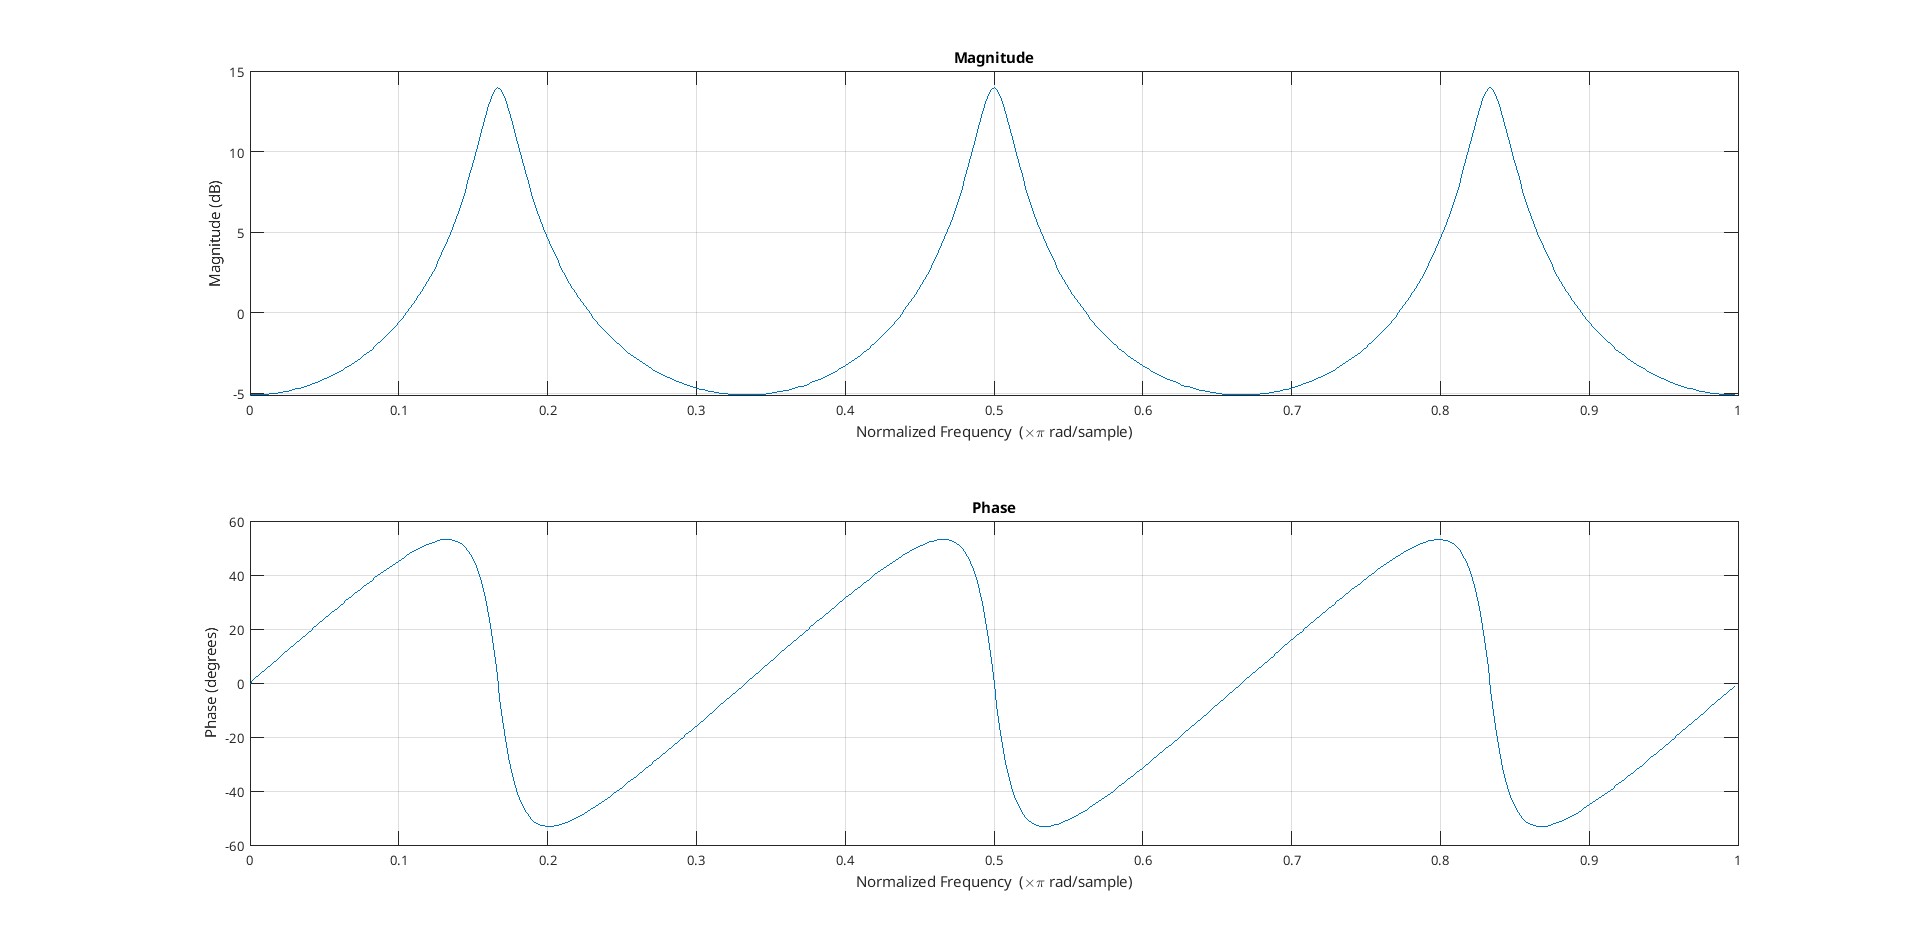 Magnitude
15
10
5
0
-5
Magnitude (dB)
0 0.1 0.2 0.3 0.4 0.5 0.6 0.7 0.8 0.9 1
Normalized Frequency (×π rad/sample)
Phase
60
40
20
0
-20
-40
-60
Phase (degrees)
0 0.1 0.2 0.3 0.4 0.5 0.6 0.7 0.8 0.9 1
Normalized Frequency (×π rad/sample)